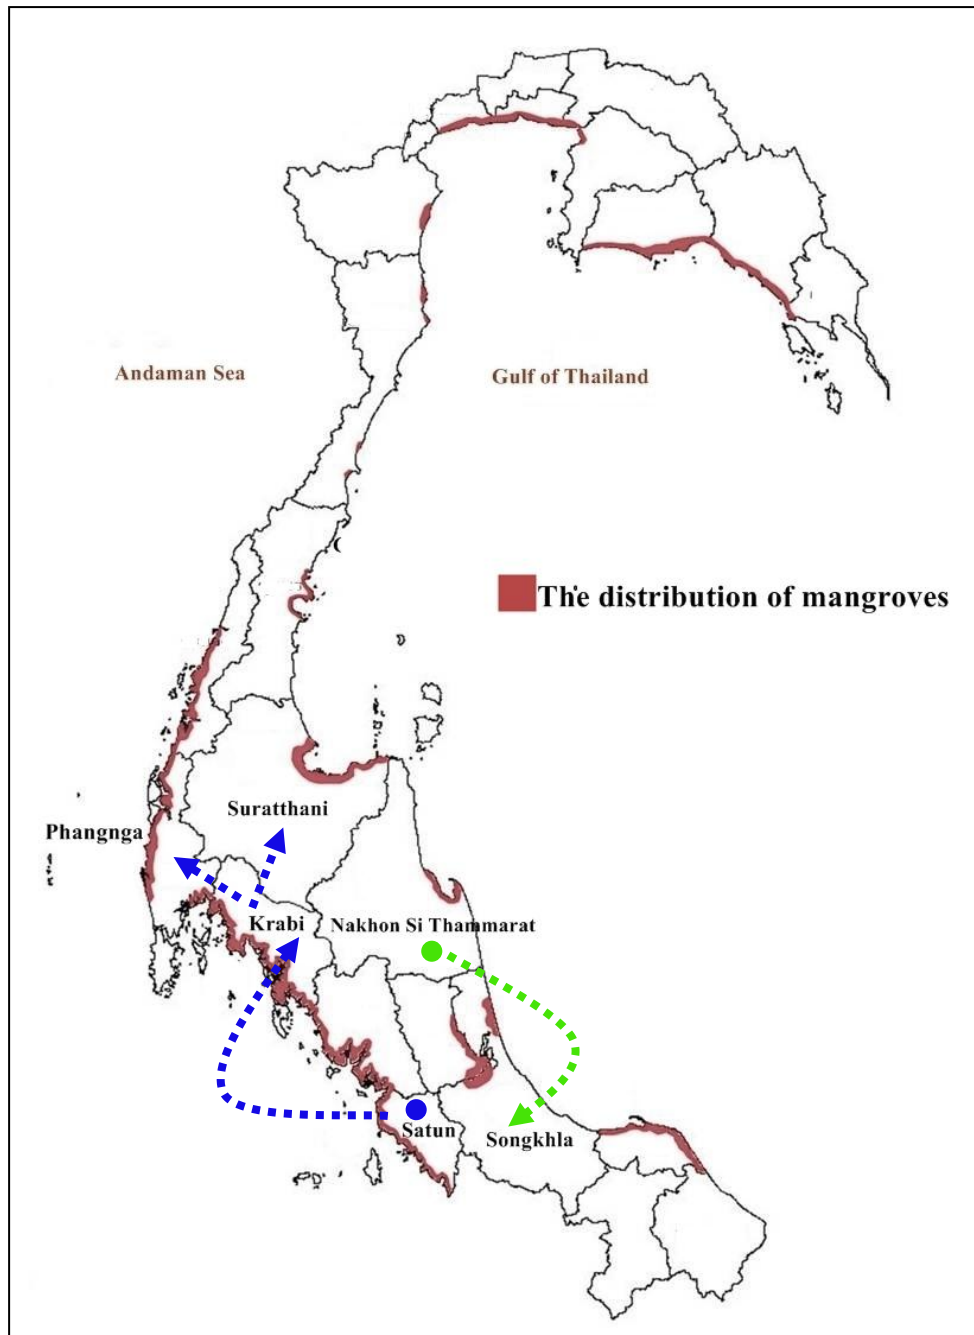 Andaman Sea
Gulf of Thailand
The distribution of mangroves
Suratthani
Phangnga
Krabi
Nakhon Si Thammarat
Satun
Songkhla